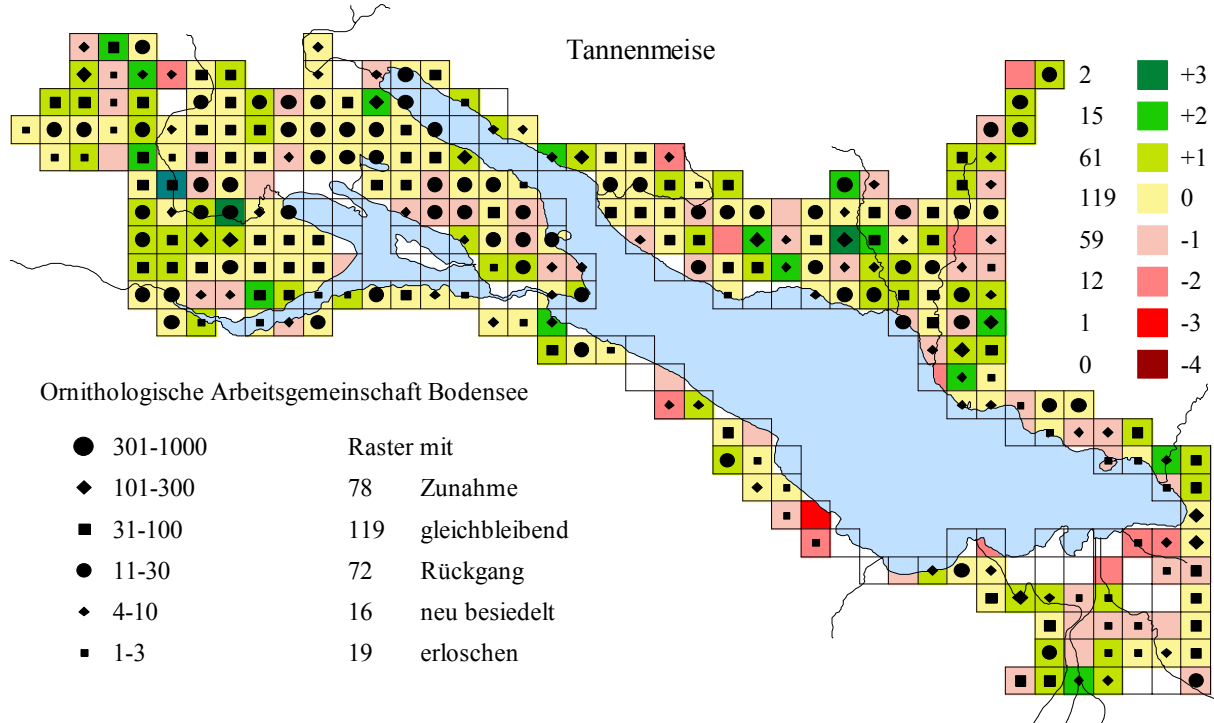 Tannenmeise
2 +3
15 +2
61 +1
119 0
59 -1
12 -2
1 -3
0 -4
Ornithologische Arbeitsgemeinschaft Bodensee
301-1000 Raster mit
101-300 78 Zunahme
31-100 119 gleichbleibend
11-30 72 Rückgang
4-10 16 neu besiedelt
1-3 19 erloschen